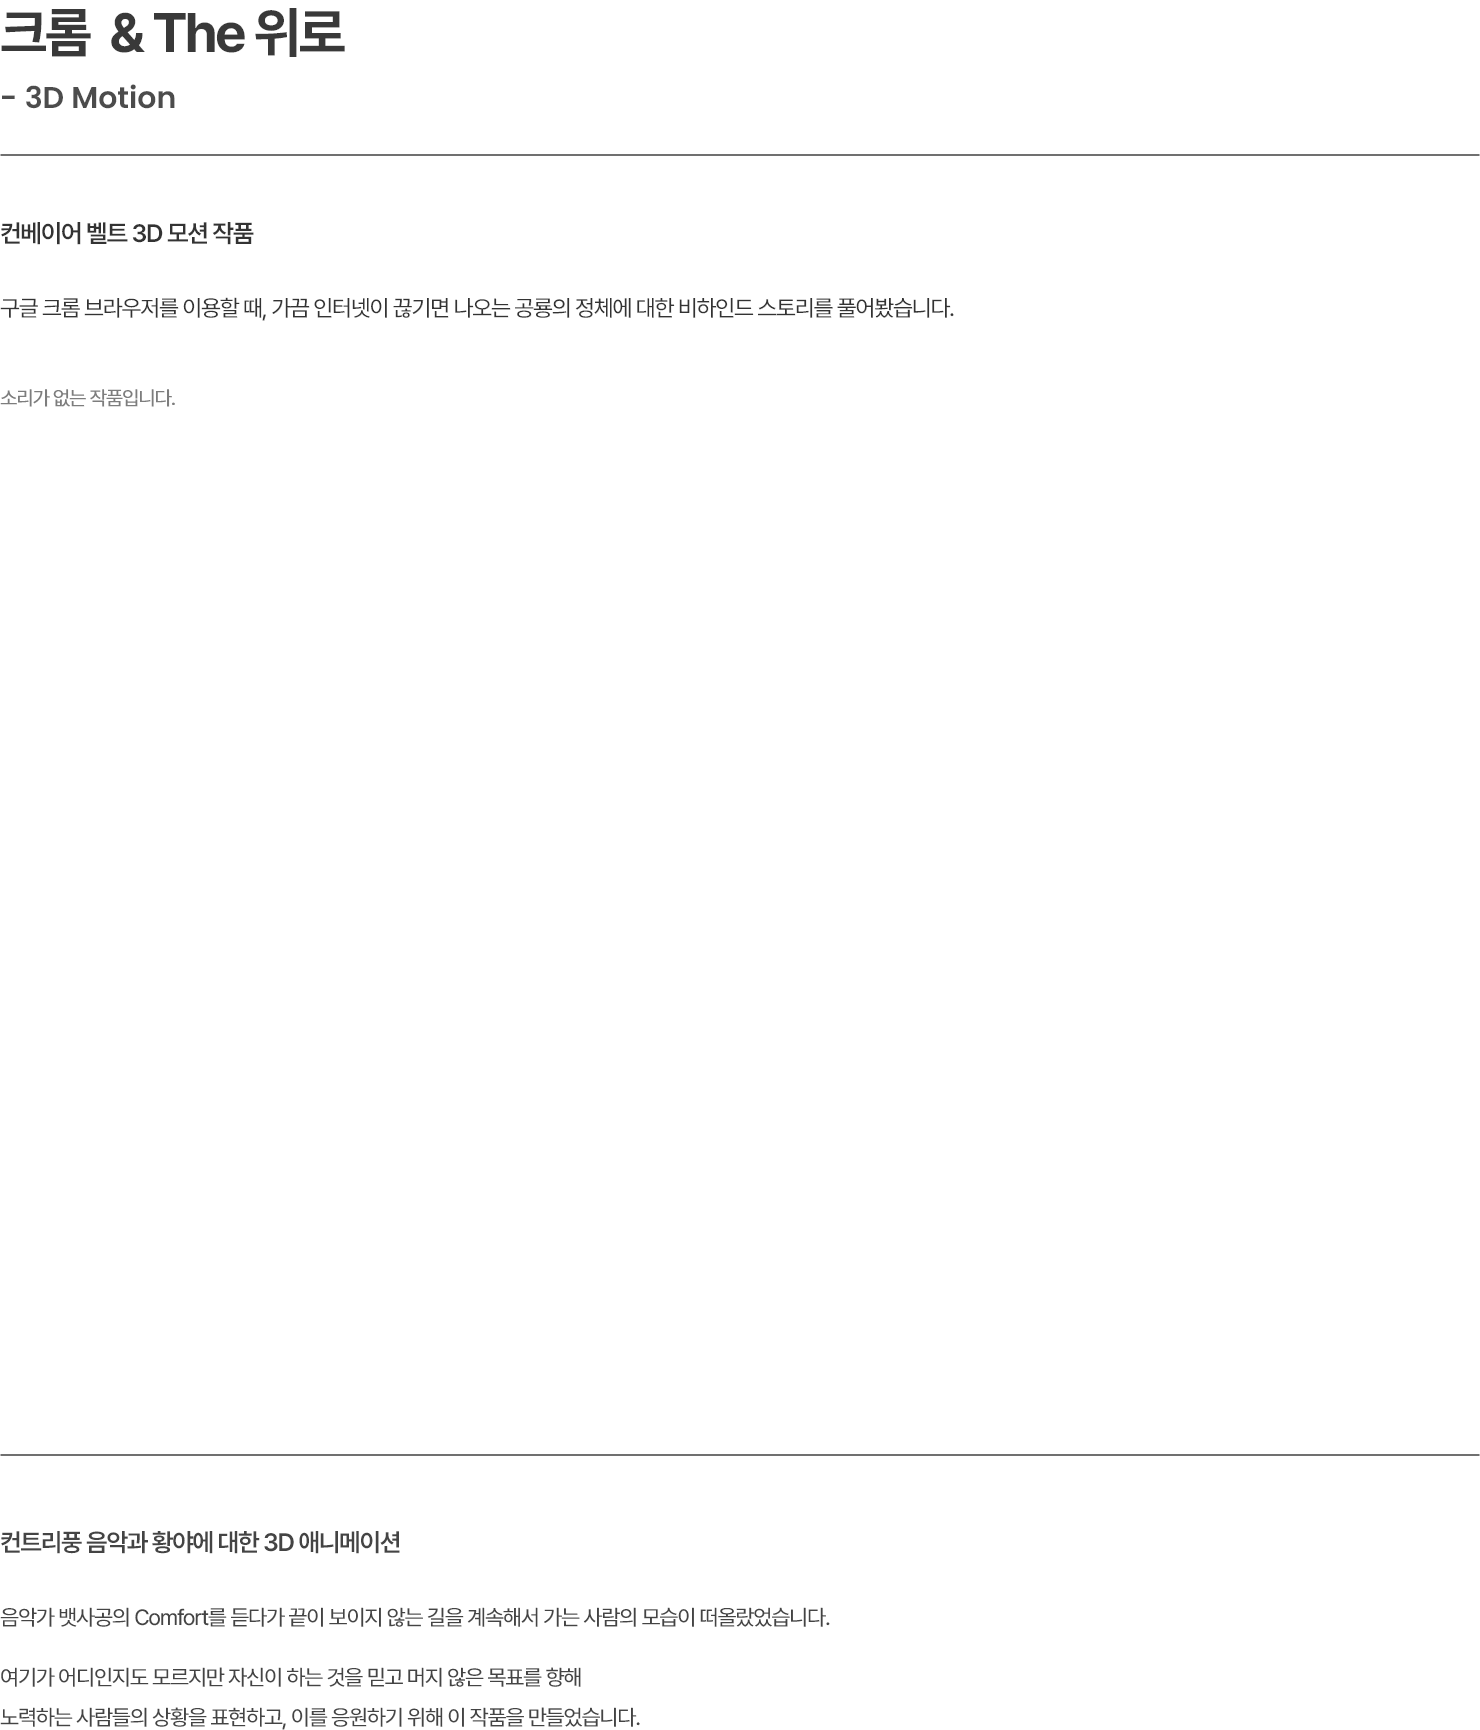 크롬 & The 위로
- 3D Motion
컨베이어 벨트 3D 모션 작품
구글 크롬 브라우저를 이용할 때, 가끔 인터넷이 끊기면 나오는 공룡의 정체에 대한 비하인드 스토리를 풀어봤습니다.
소리가 없는 작품입니다.
컨트리풍 음악과 황야에 대한 3D 애니메이션
음악가 뱃사공의 Comfort를 듣다가 끝이 보이지 않는 길을 계속해서 가는 사람의 모습이 떠올랐었습니다.
여기가 어디인지도 모르지만 자신이 하는 것을 믿고 머지 않은 목표를 향해
노력하는 사람들의 상황을 표현하고, 이를 응원하기 위해 이 작품을 만들었습니다.